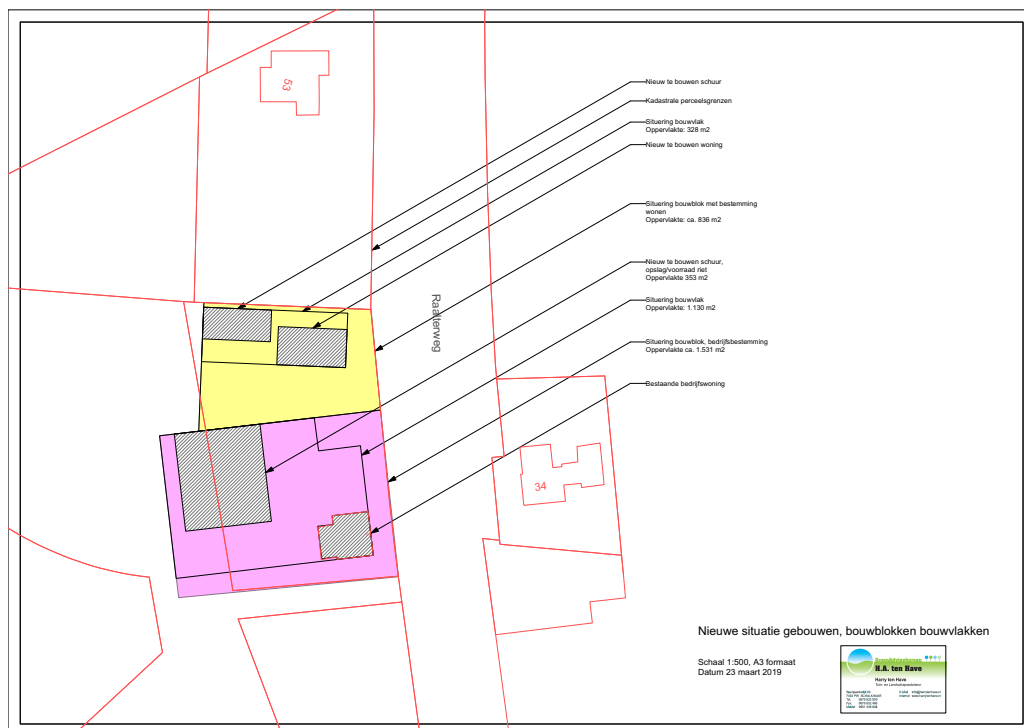 53
Nieuw te bouwen schuur
Kadastrale perceelsgrenzen
Situering bouwvlak
Oppervlakte: 328 m2
Nieuw te bouwen woning
Situering bouwblok met bestemming
wonen
Oppervlakte: ca. 836 m2
Nieuw te bouwen schuur,
opslag/voorraad riet
Oppervlakte 353 m2
Situering bouwvlak
Oppervlakte: 1.130 m2
Situering bouwblok, bedrijfsbestemming
Oppervlakte ca. 1.531 m2
Bestaande bedrijfswoning
Raalterweg
34
Nieuwe situatie gebouwen, bouwblokken bouwvlakken
Schaal 1:500, A3 formaat
Datum 23 maart 2019
H.A. ten Have
Harry ten Have
Tuin- en Landschapsadviseur